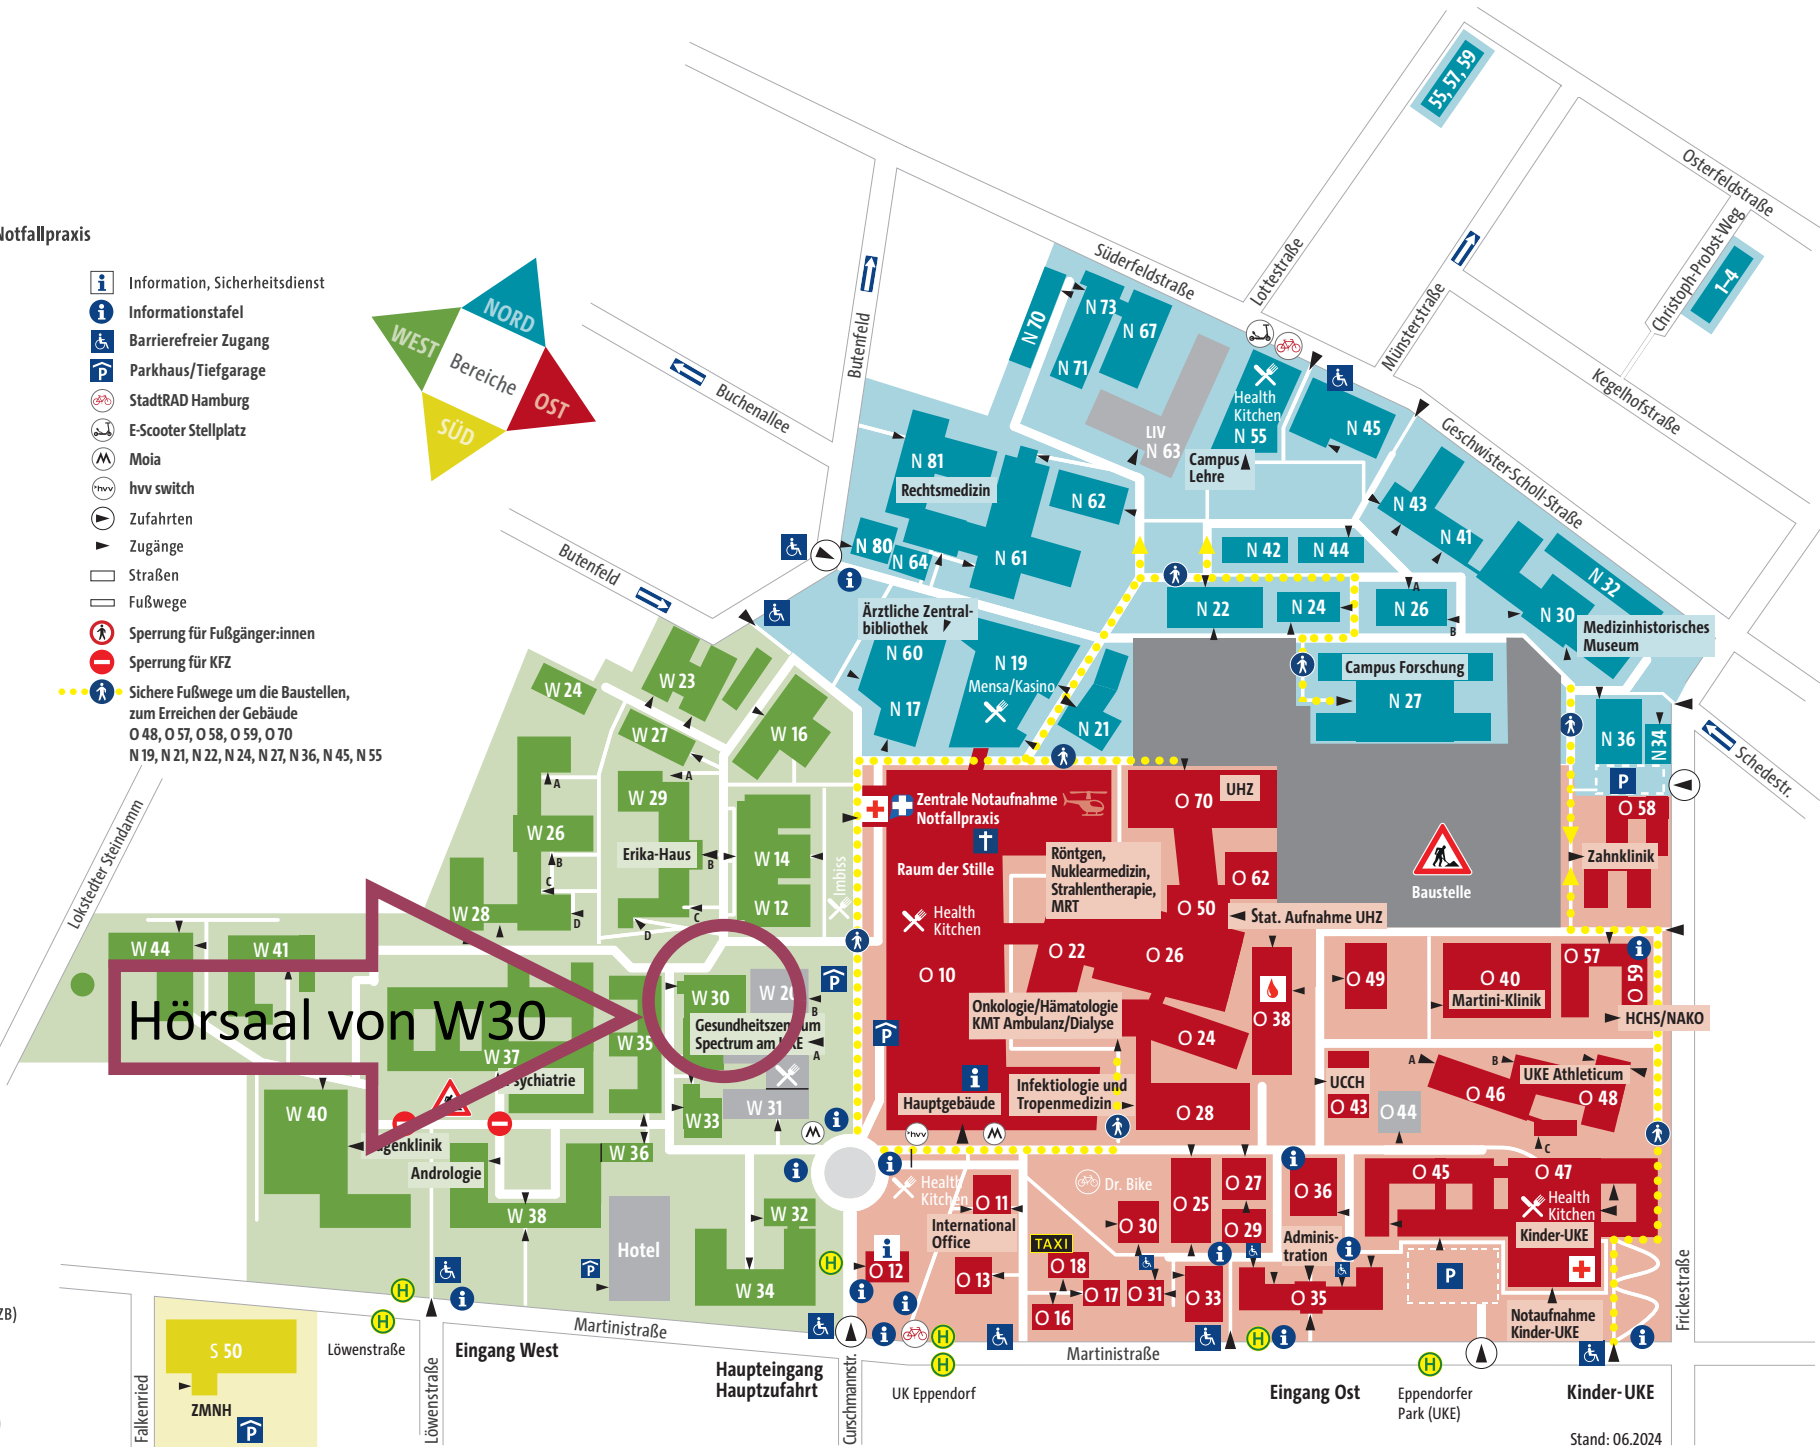 Notfallpraxis
Information, Sicherheitsdienst
Informationstafel
Barrierefreier Zugang
Parkhaus/Tiefgarage
StadtRAD Hamburg
E-Scooter Stellplatz
Moia
hvv switch
Zufahrten
Zugänge
Straßen
Fußwege
Sperrung für Fußgänger:innen
Sperrung für KFZ
Sichere Fußwege um die Baustellen,
zum Erreichen der Gebäude
O 48, O 57, O 58, O 59, O 70
N 19, N 21, N 22, N 24, N 27, N 36, N 45, N 55
NORD
WEST
Bereiche
OST
SÜD
55, 57, 59
Osterfeldstraße
Christoph-Probst-Weg
1–4
Süderfeldstraße
Lottestraße
Münsterstraße
Kegelhofstraße
Geschwister-Scholl-Straße
Butenfeld
Buchenallee
Butenfeld
Lokstedter Steindamm
Schedestr.
Frickestraße
N 70
N 73
N 67
N 71
LIV
N 63
Health
Kitchen
N 55
N 45
Campus
Lehre
N 81
Rechtsmedizin
N 62
N 43
N 41
N 80
N 64
N 61
N 42
N 44
N 32
N 22
N 24
N 26
A
B
N 30
Medizinhistorisches
Museum
Ärztliche Zentral-
bibliothek
N 60
N 19
Mensa/Kasino
N 17
N 21
Campus Forschung
N 27
N 36
N 34
P
W 24
W 23
W 27
W 16
A
W 29
A
W 26
B
C
D
Erika-Haus
B
W 14
W 12
C
D
Imbiss
W 28
W 44
W 41
Hörsaal von W30
W 30
W 20
B
Gesundheitszentrum
Spectrum am UKE
A
W 35
W 37
Psychiatrie
W 40
Augenklinik
Andrologie
W 33
W 31
W 36
W 38
W 32
W 34
Hotel
Zentrale Notaufnahme
Notfallpraxis
Raum der Stille
Health
Kitchen
O 10
Hauptgebäude
O 70
UHZ
Röntgen,
Nuklearmedizin,
Strahlentherapie,
MRT
O 62
O 50
Stat. Aufnahme UHZ
O 22
O 26
Onkologie/Hämatologie
KMT Ambulanz/Dialyse
O 24
O 38
Infektiologie und
Tropenmedizin
O 28
Baustelle
O 58
Zahnklinik
O 49
O 40
Martini-Klinik
O 57
O 59
HCHS/NAKO
UCCH
O 43
O 44
A
B
O 46
UKE Athleticum
O 48
C
O 45
O 47
Health
Kitchen
Kinder-UKE
P
Notaufnahme
Kinder-UKE
hvv
Health
Kitchen
O 11
International
Office
O 12
O 13
Dr. Bike
O 30
O 25
O 27
O 29
O 36
Adminis-
tration
TAXI
O 18
O 17
O 16
O 31
O 33
O 35
H
H
H
H
H
H
H
S 50
ZMNH
P
Falkenried
Löwenstraße
Löwenstraße
Eingang West
Martinistraße
Haupteingang
Hauptzufahrt
Curschmannstr.
UK Eppendorf
Martinistraße
Eingang Ost
Eppendorfer
Park (UKE)
Kinder-UKE
Stand: 06.2024
ZB)